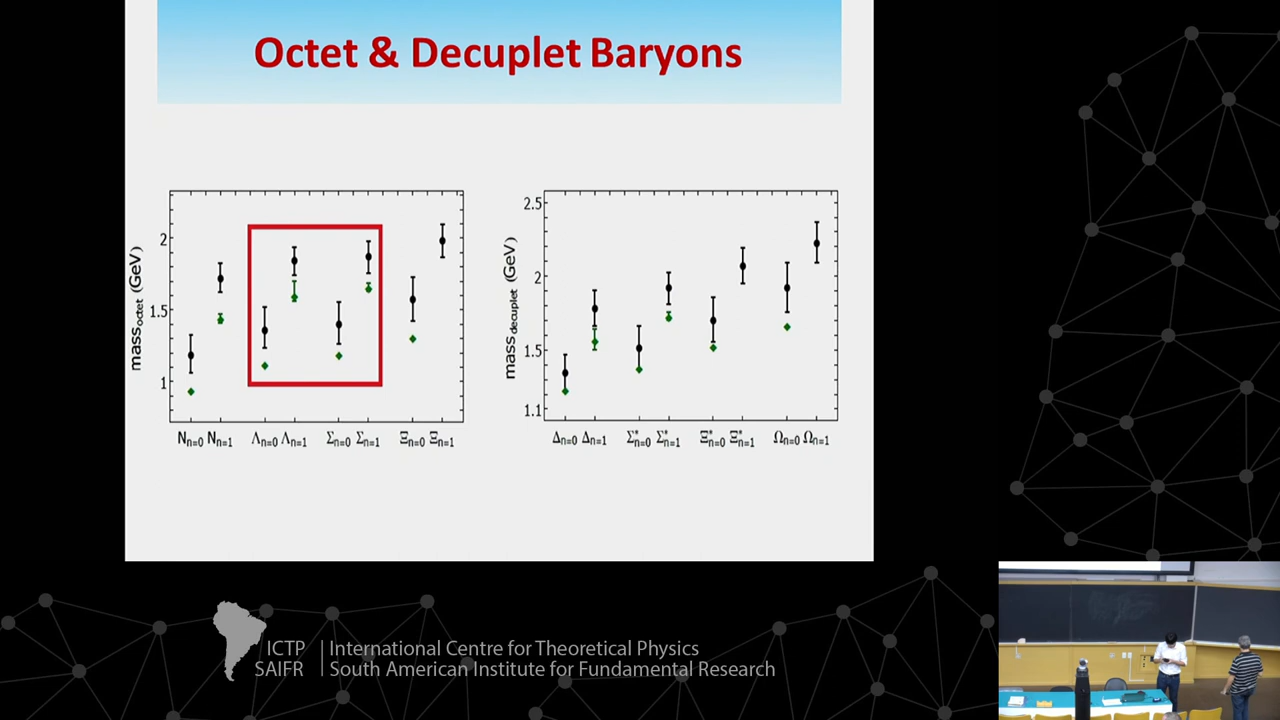 Octet & Decuplet Baryons
mass_octet (GeV)
2
1.5
1
N_n=0 N_n=1 Λ_n=0 Λ_n=1 Σ_n=0 Σ_n=1 Ξ_n=0 Ξ_n=1
mass_decuplet (GeV)
2.5
2
1.5
1.1
Δ_n=0 Δ_n=1 Σ*_n=0 Σ*_n=1 Ξ*_n=0 Ξ*_n=1 Ω_n=0 Ω_n=1
ICTP | International Centre for Theoretical Physics
SAIFR | South American Institute for Fundamental Research